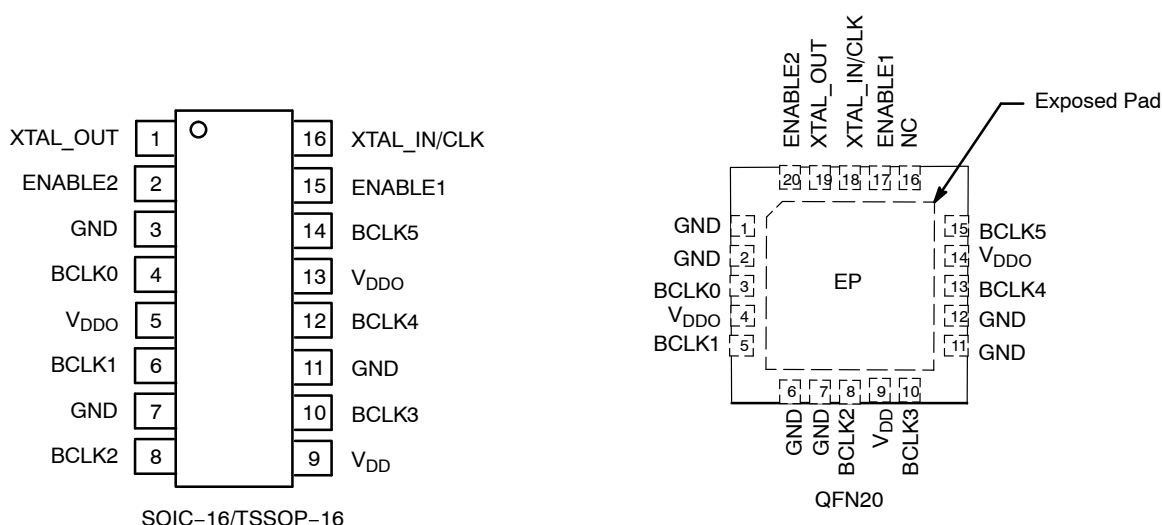 XTAL_OUT 1 16 XTAL_IN/CLK
ENABLE2 2 15 ENABLE1
GND 3 14 BCLK5
BCLK0 4 13 VDDO
VDDO 5 12 BCLK4
BCLK1 6 11 GND
GND 7 10 BCLK3
BCLK2 8 9 VDD
SOIC−16/TSSOP−16
ENABLE2
XTAL_OUT
XTAL_IN/CLK
ENABLE1
NC
Exposed Pad
20 19 18 17 16
GND 1 15 BCLK5
GND 2 14 VDDO
BCLK0 3 EP 13 BCLK4
VDDO 4 12 GND
BCLK1 5 11 GND
6 7 8 9 10
GND
GND
BCLK2
VDD
BCLK3
QFN20